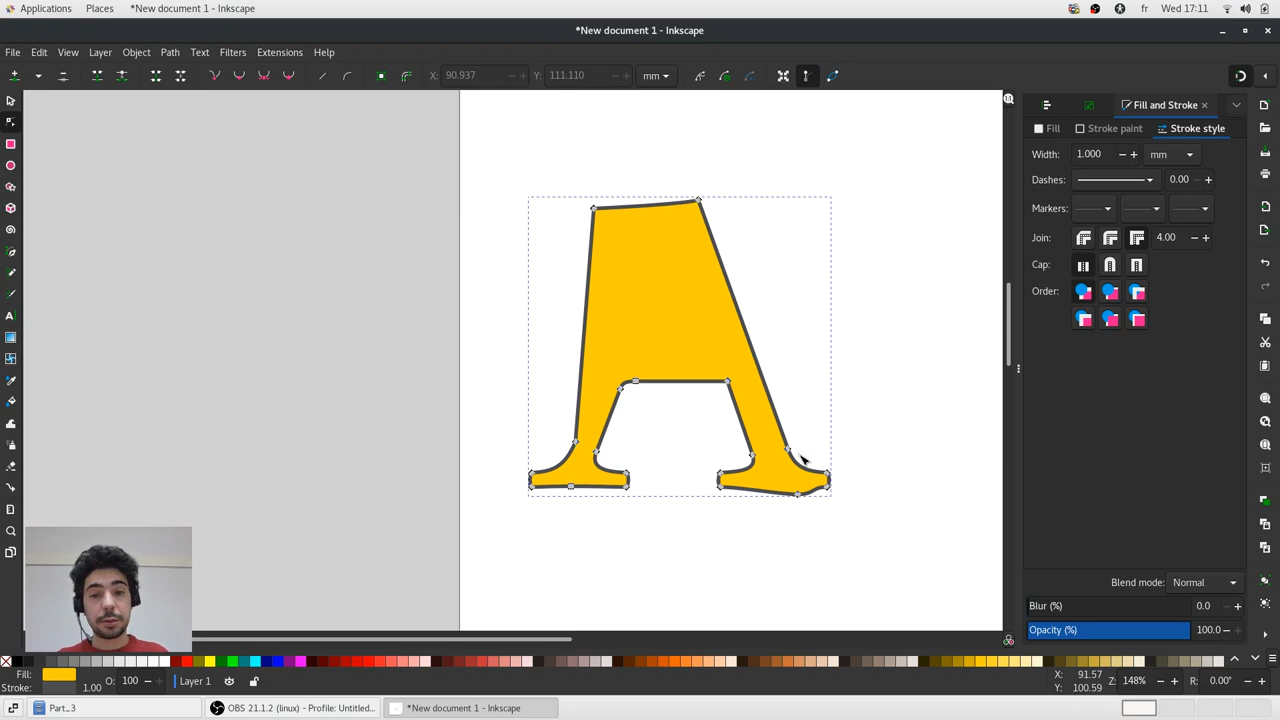 Applications Places *New document 1 - Inkscape fr Wed 17:11
*New document 1 - Inkscape
File Edit View Layer Object Path Text Filters Extensions Help
X: 90.937 Y: 111.110 mm
Fill and Stroke
Fill Stroke paint Stroke style
Width: 1.000 mm
Dashes: 0.00
Markers:
Join: 4.00
Cap:
Order:
A
Blend mode: Normal
Blur (%) 0.0
Opacity (%) 100.0
Fill: O: 100 Layer 1 X: 91.57 Z: 148% R: 0.00°
Stroke: 1.00 Y: 100.59
Part_3 OBS 21.1.2 (linux) - Profile: Untitled... *New document 1 - Inkscape